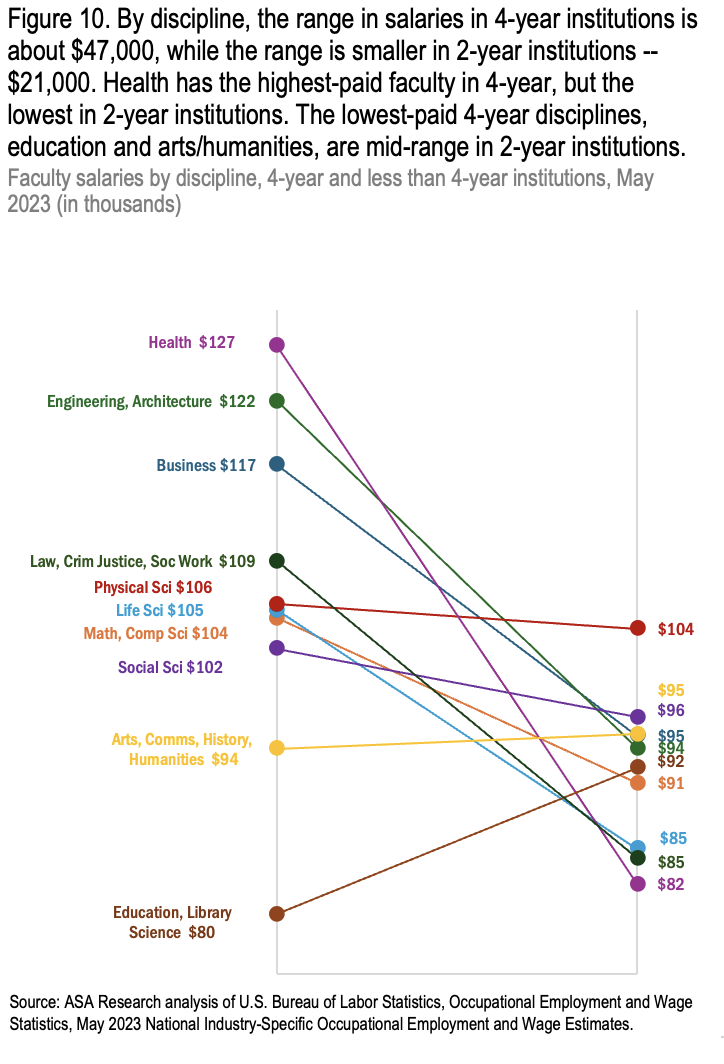 Figure 10. By discipline, the range in salaries in 4-year institutions is
about $47,000, while the range is smaller in 2-year institutions --
$21,000. Health has the highest-paid faculty in 4-year, but the
lowest in 2-year institutions. The lowest-paid 4-year disciplines,
education and arts/humanities, are mid-range in 2-year institutions.
Faculty salaries by discipline, 4-year and less than 4-year institutions, May
2023 (in thousands)
Health $127
Engineering, Architecture $122
Business $117
Law, Crim Justice, Soc Work $109
Physical Sci $106
Life Sci $105
Math, Comp Sci $104
Social Sci $102
Arts, Comms, History,
Humanities $94
Education, Library
Science $80
$104
$95
$96
$95
$94
$92
$91
$85
$85
$82
Source: ASA Research analysis of U.S. Bureau of Labor Statistics, Occupational Employment and Wage
Statistics, May 2023 National Industry-Specific Occupational Employment and Wage Estimates.